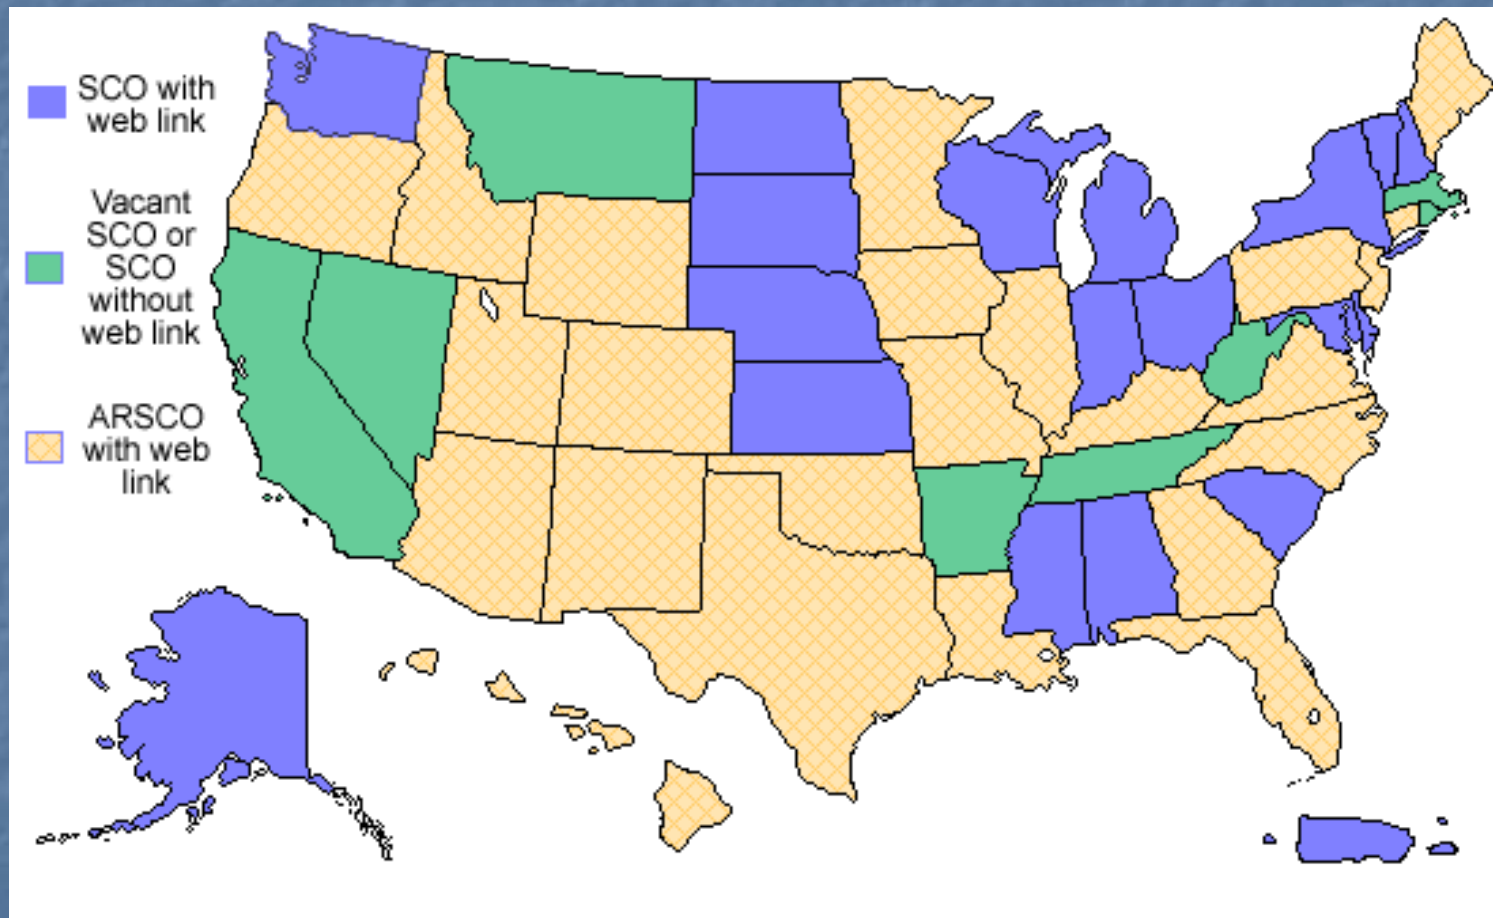 SCO with
web link
Vacant
SCO or
SCO
without
web link
ARSCO
with web
link